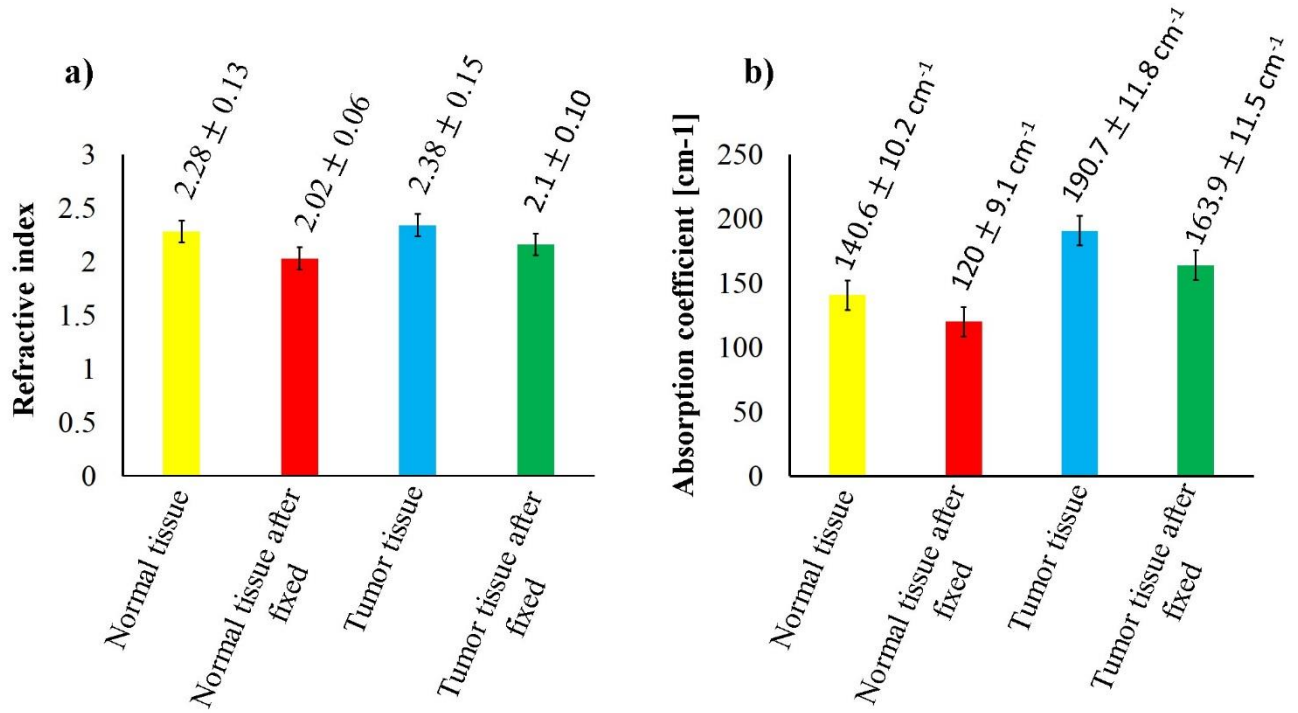 a)
2.28 ± 0.13
2.02 ± 0.06
2.38 ± 0.15
2.1 ± 0.10
Refractive index
3
2.5
2
1.5
1
0.5
0
Normal tissue
Normal tissue after
fixed
Tumor tissue
Tumor tissue after
fixed
b)
140.6 ± 10.2 cm⁻¹
120 ± 9.1 cm⁻¹
190.7 ± 11.8 cm⁻¹
163.9 ± 11.5 cm⁻¹
Absorption coefficient [cm-1]
250
200
150
100
50
0
Normal tissue
Normal tissue after
fixed
Tumor tissue
Tumor tissue after
fixed